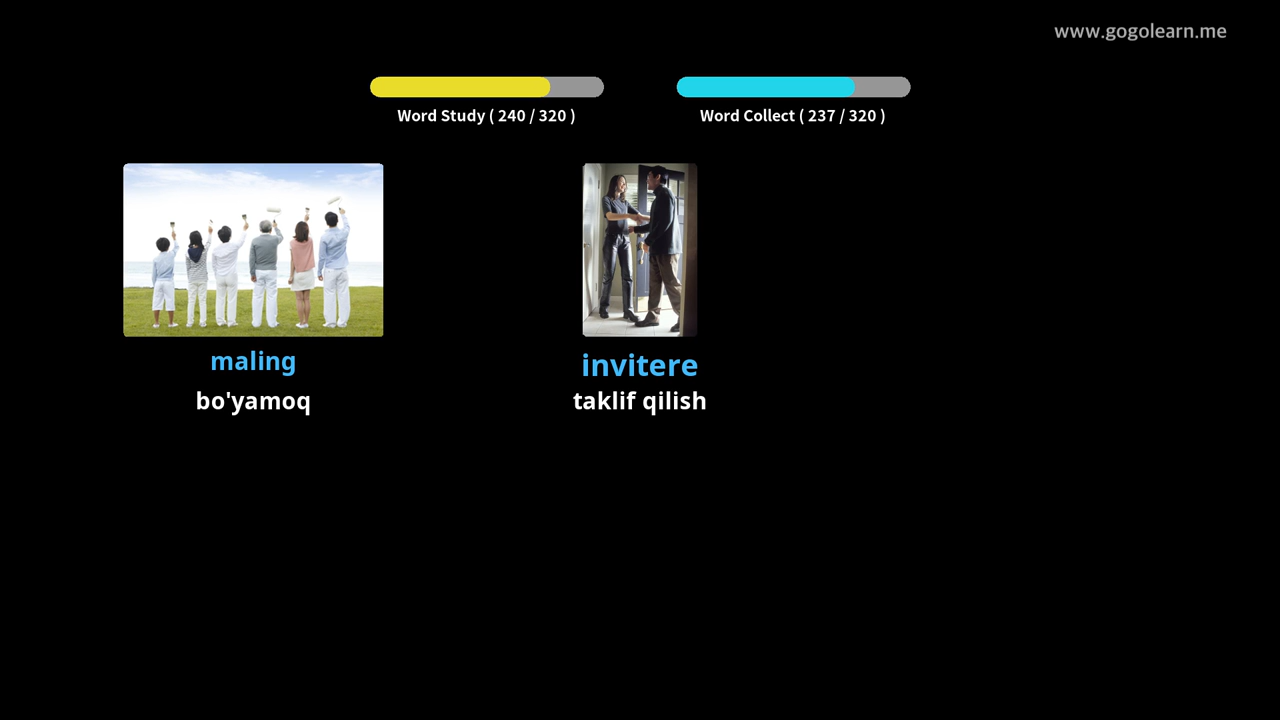 www.gogolearn.me
Word Study ( 240 / 320 )
Word Collect ( 237 / 320 )
maling
invitere
bo'yamoq
taklif qilish